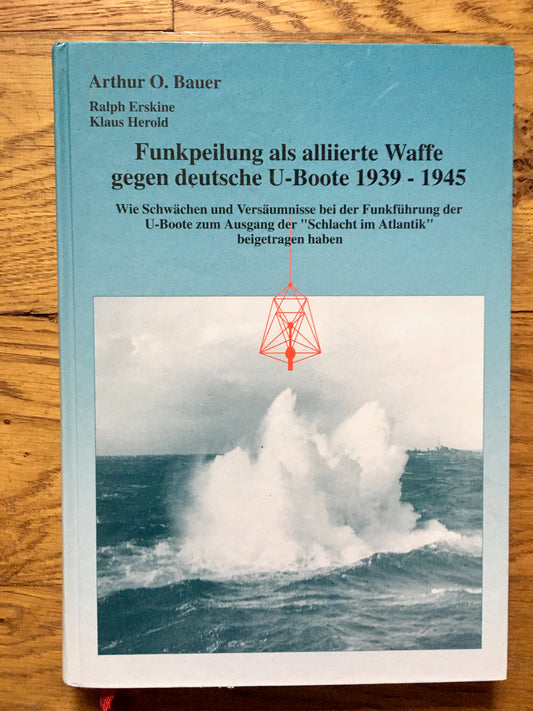 Arthur O. Bauer
Ralph Erskine
Klaus Herold
Funkpeilung als alliierte Waffe
gegen deutsche U-Boote 1939 - 1945
Wie Schwächen und Versäumnisse bei der Funkführung der
U-Boote zum Ausgang der "Schlacht im Atlantik"
beigetragen haben